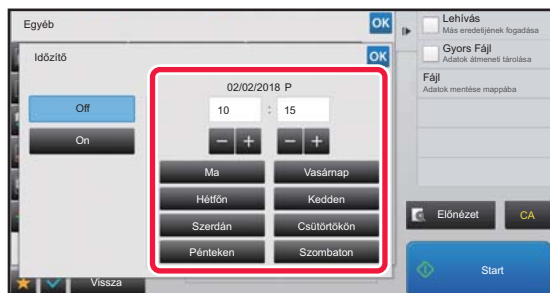 Egyéb
OK
Időzítő
OK
02/02/2018 P
Off
10 : 15
On
Ma
Vasárnap
Hétfőn
Kedden
Szerdán
Csütörtökön
Pénteken
Szombaton
Vissza
Lehívás
Más eredetijének fogadása
Gyors Fájl
Adatok átmeneti tárolása
Fájl
Adatok mentése mappába
Előnézet
CA
Start